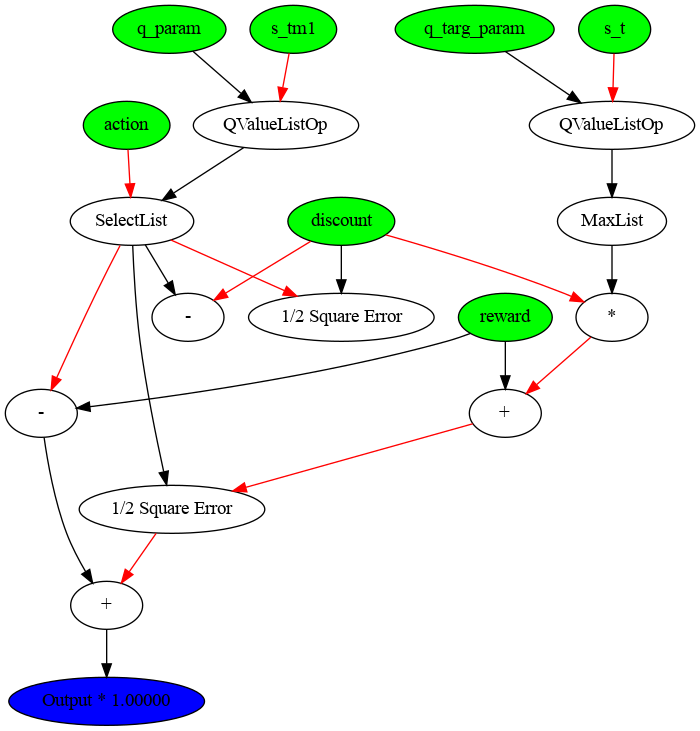 q_param
s_tm1
q_targ_param
s_t
action
QValueListOp
QValueListOp
SelectList
discount
MaxList
-
1/2 Square Error
reward
*
-
+
1/2 Square Error
+
Output * 1.00000